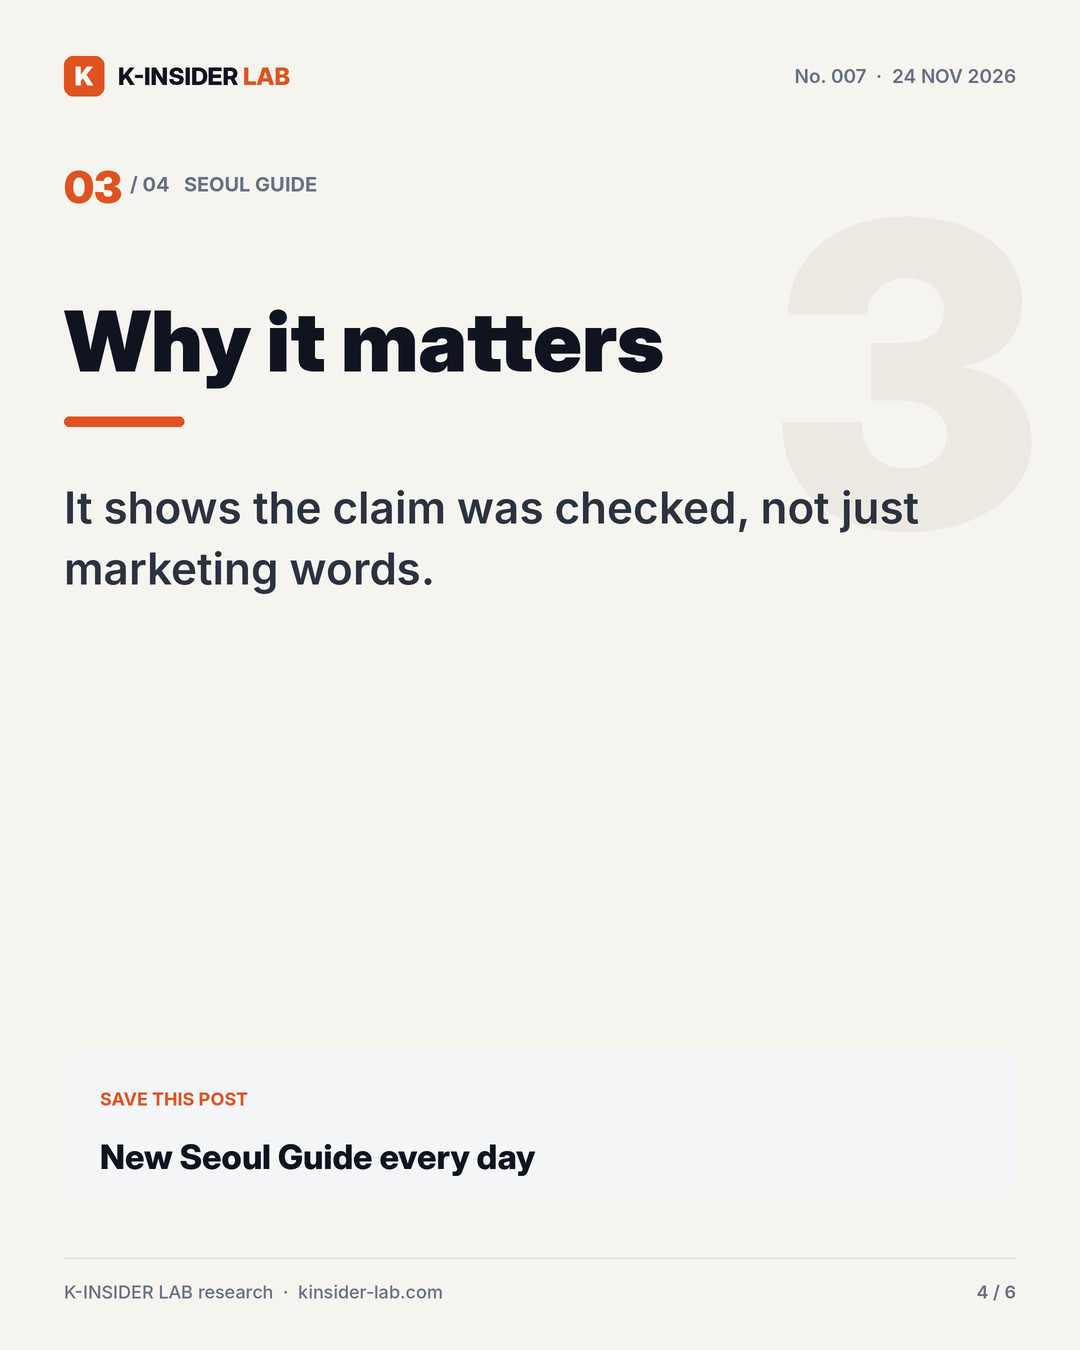 K K-INSIDER LAB
No. 007 · 24 NOV 2026
03 / 04 SEOUL GUIDE
3
Why it matters
It shows the claim was checked, not just
marketing words.
SAVE THIS POST
New Seoul Guide every day
K-INSIDER LAB research · kinsider-lab.com
4 / 6